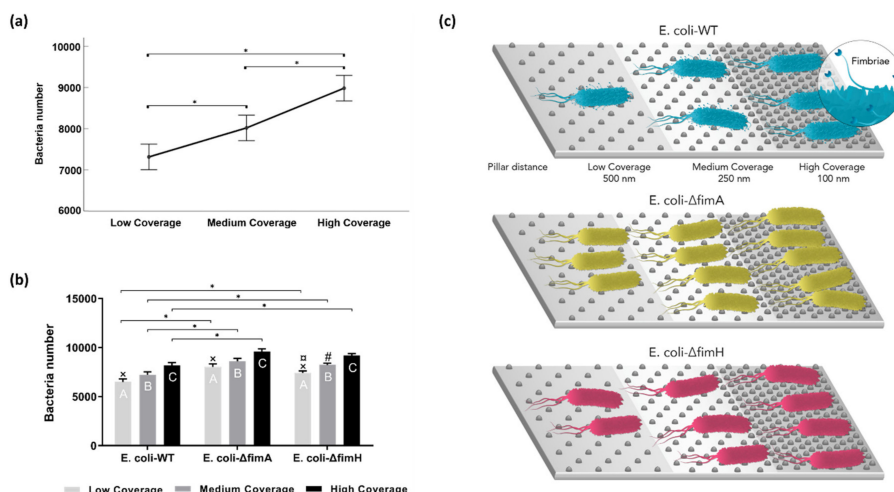 (a)
10000
9000
8000
7000
6000
Bacteria number
*
*
*
Low Coverage Medium Coverage High Coverage
(b)
15000
10000
5000
0
Bacteria number
*
*
*
*
*
*
× × ¤ × #
A B C A B C A B C
E. coli-WT E. coli-ΔfimA E. coli-ΔfimH
Low Coverage Medium Coverage High Coverage
(c)
E. coli-WT
Fimbriae
Pillar distance Low Coverage Medium Coverage High Coverage
500 nm 250 nm 100 nm
E. coli-ΔfimA
E. coli-ΔfimH